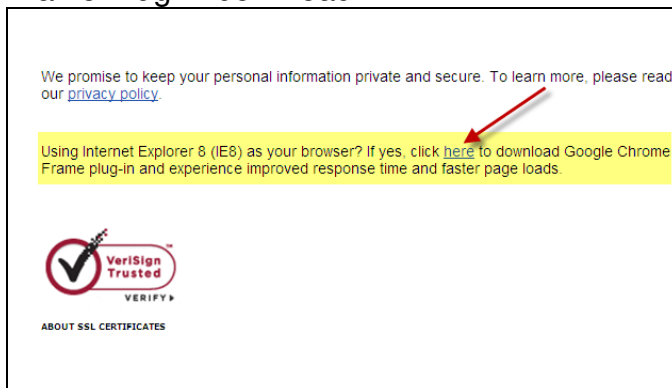 We promise to keep your personal information private and secure. To learn more, please read
our privacy policy.
Using Internet Explorer 8 (IE8) as your browser? If yes, click here to download Google Chrome
Frame plug-in and experience improved response time and faster page loads.
VeriSign
Trusted
VERIFY
ABOUT SSL CERTIFICATES